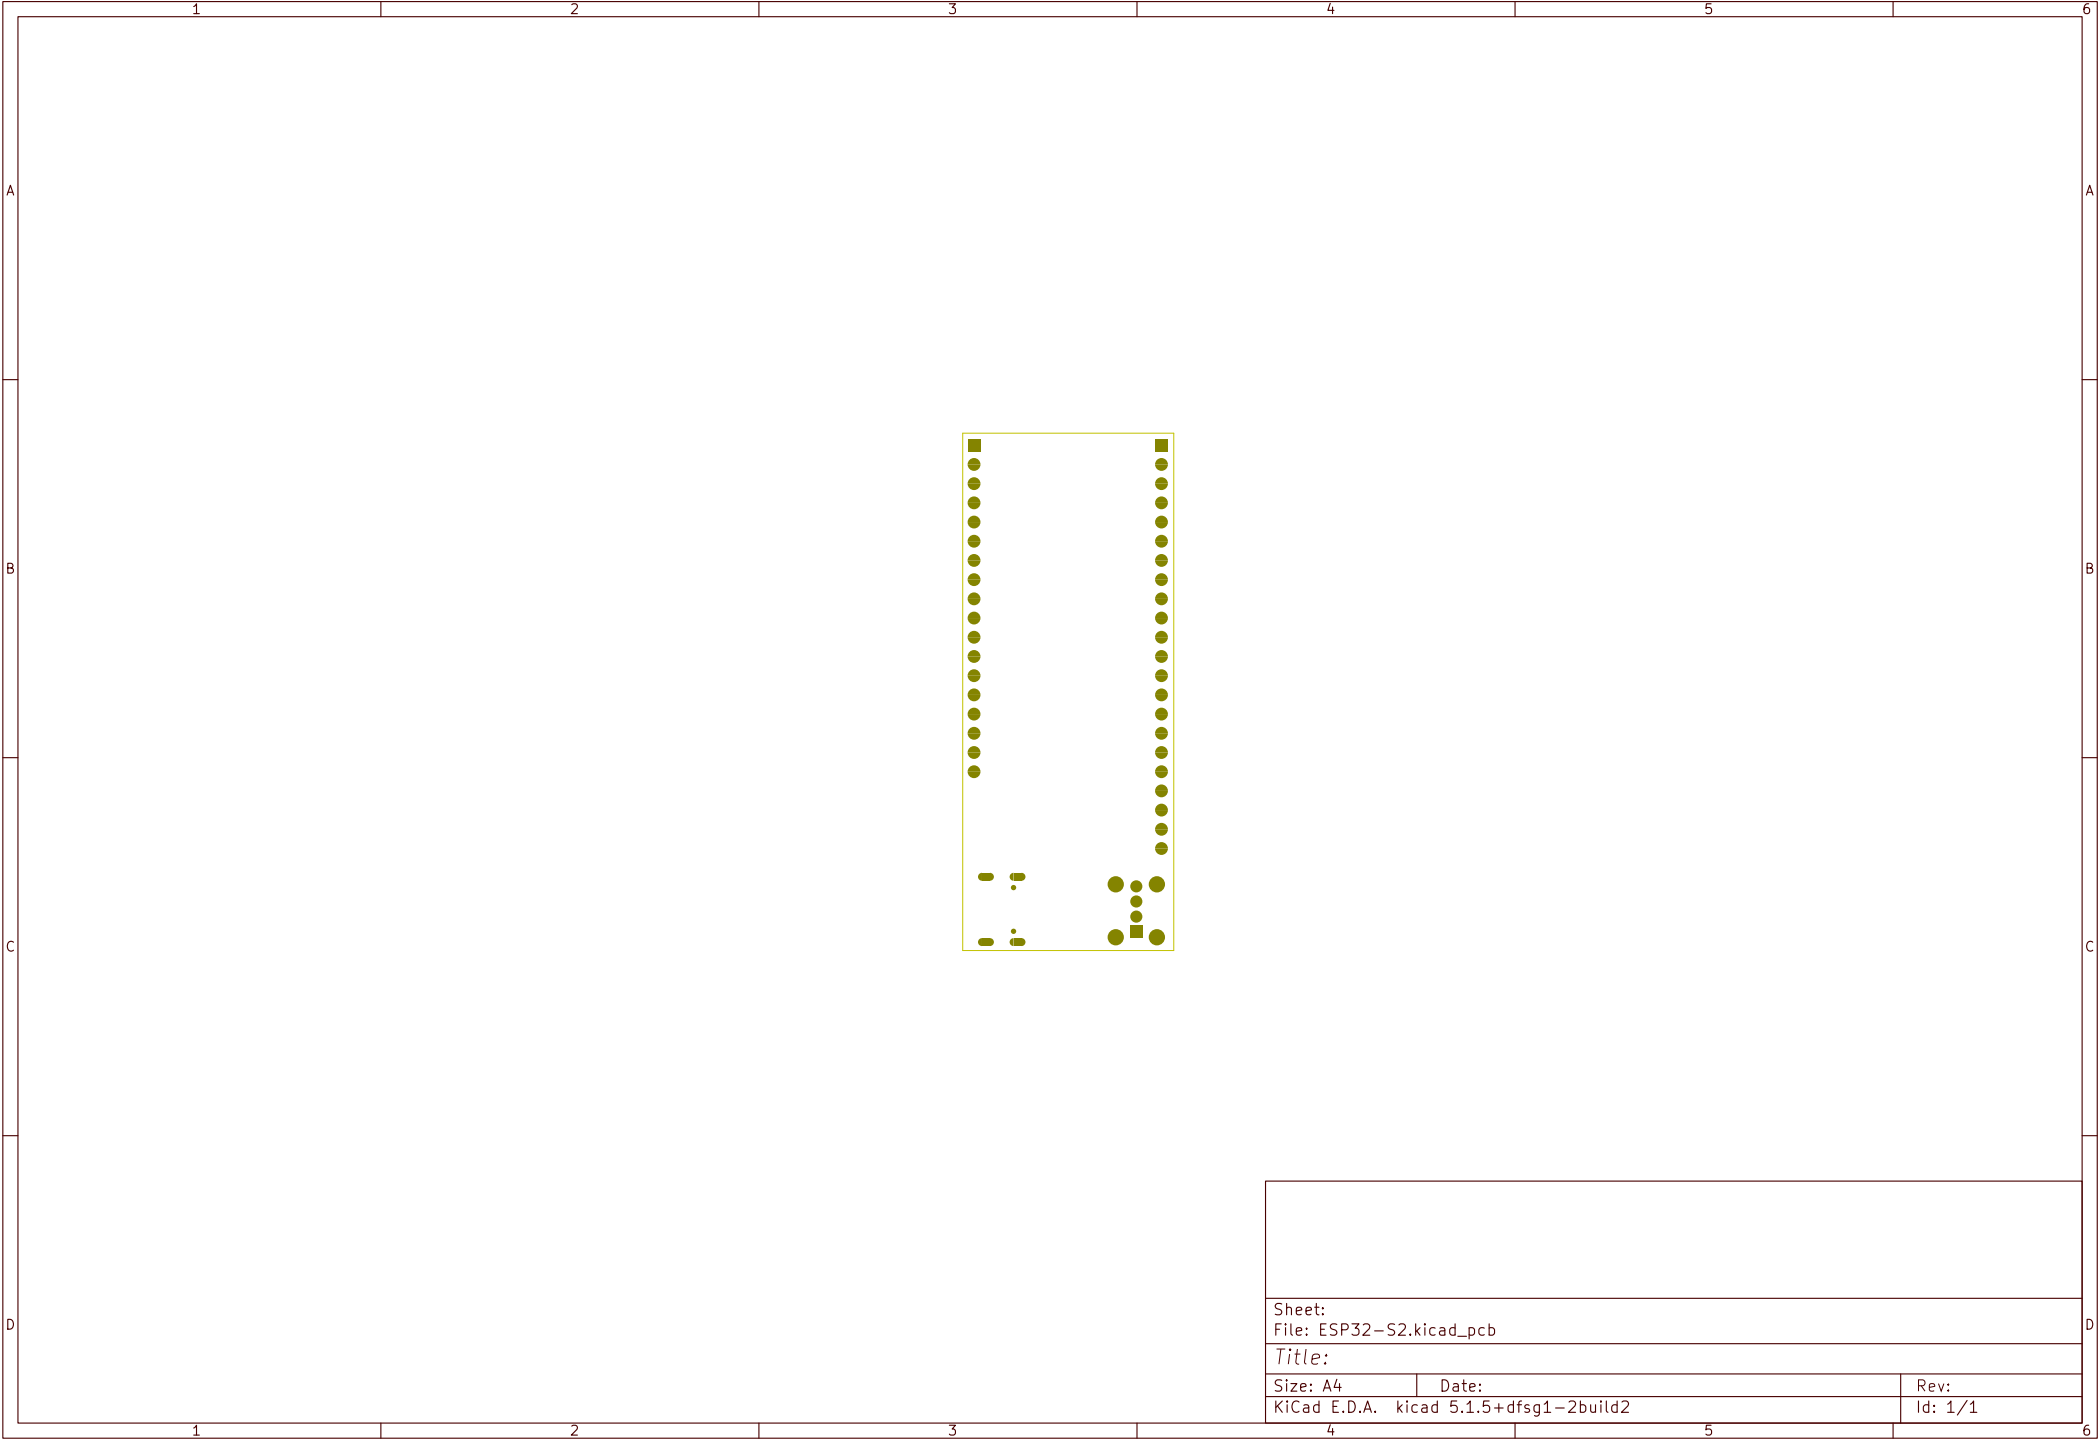 1 2 3 4 5 6
A A
B B
C C
Sheet:
File: ESP32-S2.kicad_pcb
D D
Title:
Size: A4 Date: Rev:
KiCad E.D.A. kicad 5.1.5+dfsg1-2build2 Id: 1/1
1 2 3 4 5 6